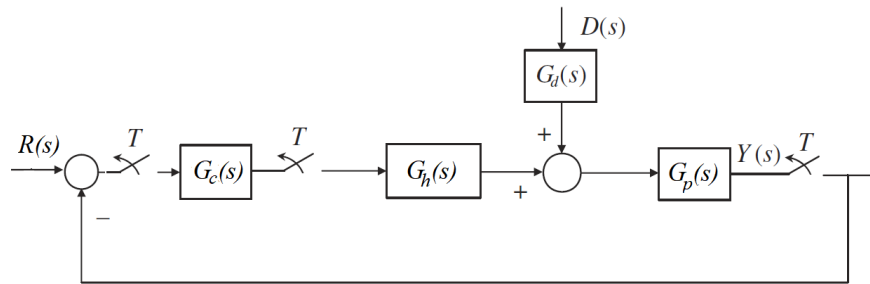 D(s)
G_d(s)
R(s)
T
T
+
Y(s)
T
G_c(s)
G_h(s)
G_p(s)
+
−